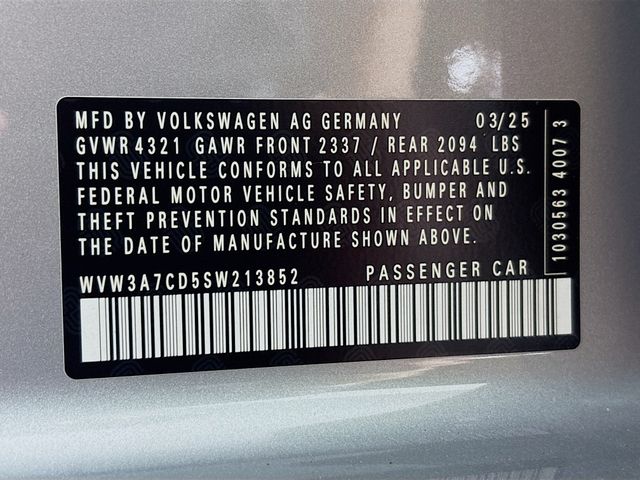 MFD BY VOLKSWAGEN AG GERMANY 03/25
GVWR 4321 GAWR FRONT 2337 / REAR 2094 LBS
THIS VEHICLE CONFORMS TO ALL APPLICABLE U.S.
FEDERAL MOTOR VEHICLE SAFETY, BUMPER AND
THEFT PREVENTION STANDARDS IN EFFECT ON
THE DATE OF MANUFACTURE SHOWN ABOVE.
WVW3A7CD5SW213852 PASSENGER CAR
1030563 4007 3